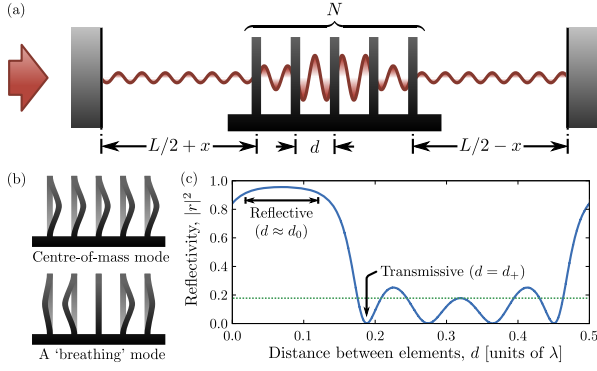 (a)
N
L/2 + x
d
L/2 − x
(b)
Centre-of-mass mode
A ‘breathing’ mode
(c)
Reflectivity, |r|²
1.0
0.8
0.6
0.4
0.2
0
Reflective
(d ≈ d₀)
Transmissive (d = d₊)
0.0 0.1 0.2 0.3 0.4 0.5
Distance between elements, d [units of λ]